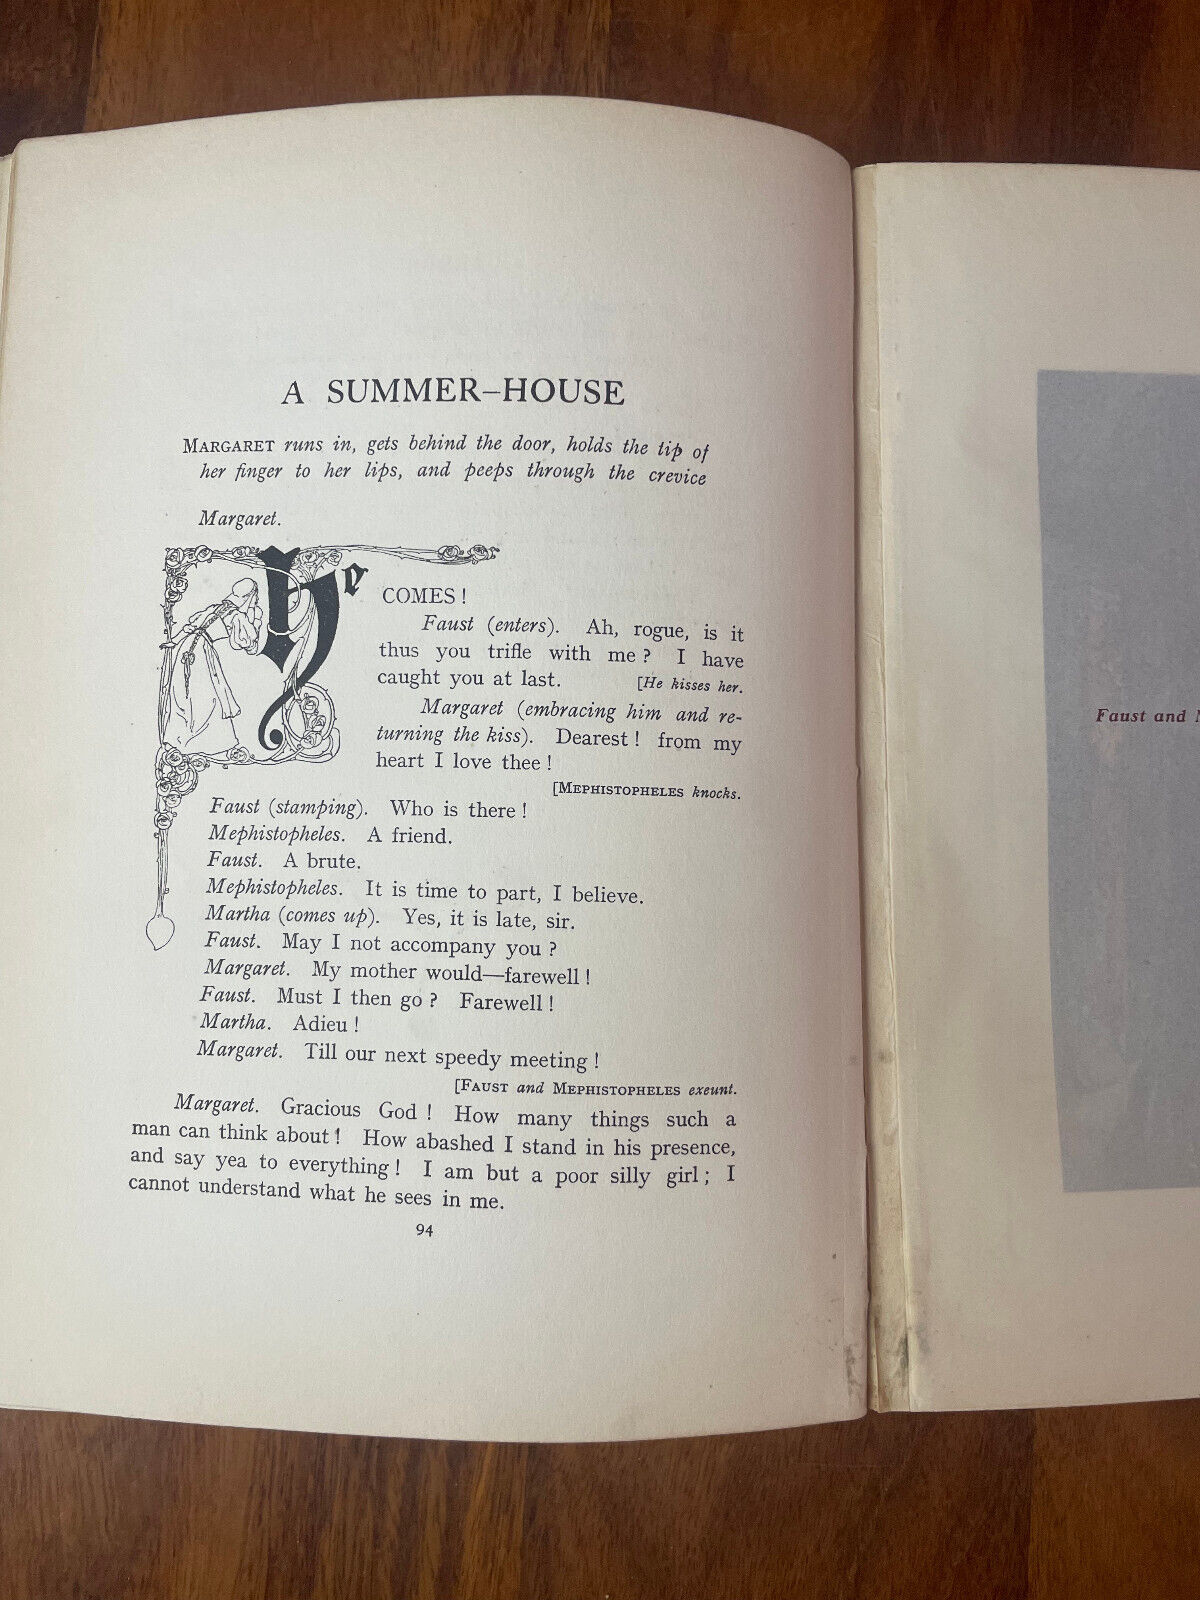 A SUMMER–HOUSE
MARGARET runs in, gets behind the door, holds the tip of
her finger to her lips, and peeps through the crevice
Margaret.
He
COMES!
Faust (enters). Ah, rogue, is it
thus you trifle with me? I have
caught you at last. [He kisses her.
Margaret (embracing him and re-
turning the kiss). Dearest! from my
heart I love thee!
[MEPHISTOPHELES knocks.
Faust (stamping). Who is there!
Mephistopheles. A friend.
Faust. A brute.
Mephistopheles. It is time to part, I believe.
Martha (comes up). Yes, it is late, sir.
Faust. May I not accompany you?
Margaret. My mother would—farewell!
Faust. Must I then go? Farewell!
Martha. Adieu!
Margaret. Till our next speedy meeting!
[FAUST and MEPHISTOPHELES exeunt.
Margaret. Gracious God! How many things such a
man can think about! How abashed I stand in his presence,
and say yea to everything! I am but a poor silly girl; I
cannot understand what he sees in me.
94
Faust and